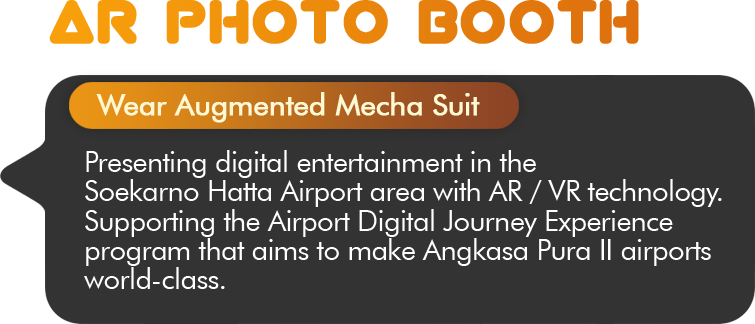 AR PHOTO BOOTH
Wear Augmented Mecha Suit
Presenting digital entertainment in the
Soekarno Hatta Airport area with AR / VR technology.
Supporting the Airport Digital Journey Experience
program that aims to make Angkasa Pura II airports
world-class.